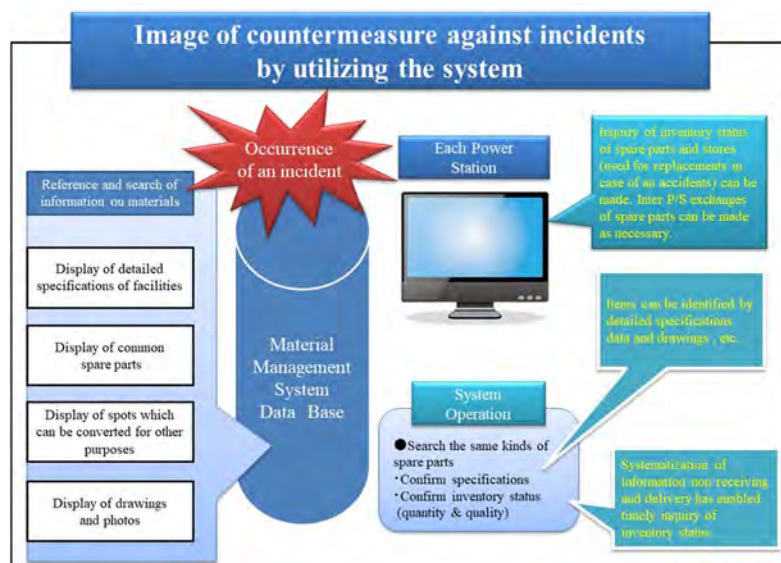 Image of countermeasure against incidents
by utilizing the system
Occurrence
of an incident
Each Power
Station
Inquiry of inventory status
of spare parts and stores
(used for replacements in
case of an accidents) can be
made. Inter P/S exchanges
of spare parts can be made
as necessary.
Reference and search of
information ou materials
Display of detailed
specifications of facilities
Display of common
spare parts
Display of spots which
can be converted for other
purposes
Display of drawings
and photos
Material
Management
System
Data Base
Items can be identified by
detailed specifications
data and drawings , etc.
System
Operation
●Search the same kinds of
spare parts
・Confirm specifications
・Confirm inventory status
(quantity & quality)
Systematization of
information non receiving
and delivery has enabled
timely inquiry of
inventory status.